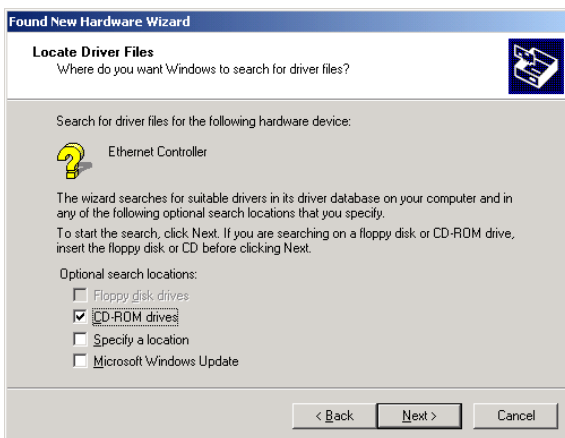 Found New Hardware Wizard
Locate Driver Files
Where do you want Windows to search for driver files?
Search for driver files for the following hardware device:
Ethernet Controller
The wizard searches for suitable drivers in its driver database on your computer and in
any of the following optional search locations that you specify.
To start the search, click Next. If you are searching on a floppy disk or CD-ROM drive,
insert the floppy disk or CD before clicking Next.
Optional search locations:
Floppy disk drives
CD-ROM drives
Specify a location
Microsoft Windows Update
< Back Next > Cancel